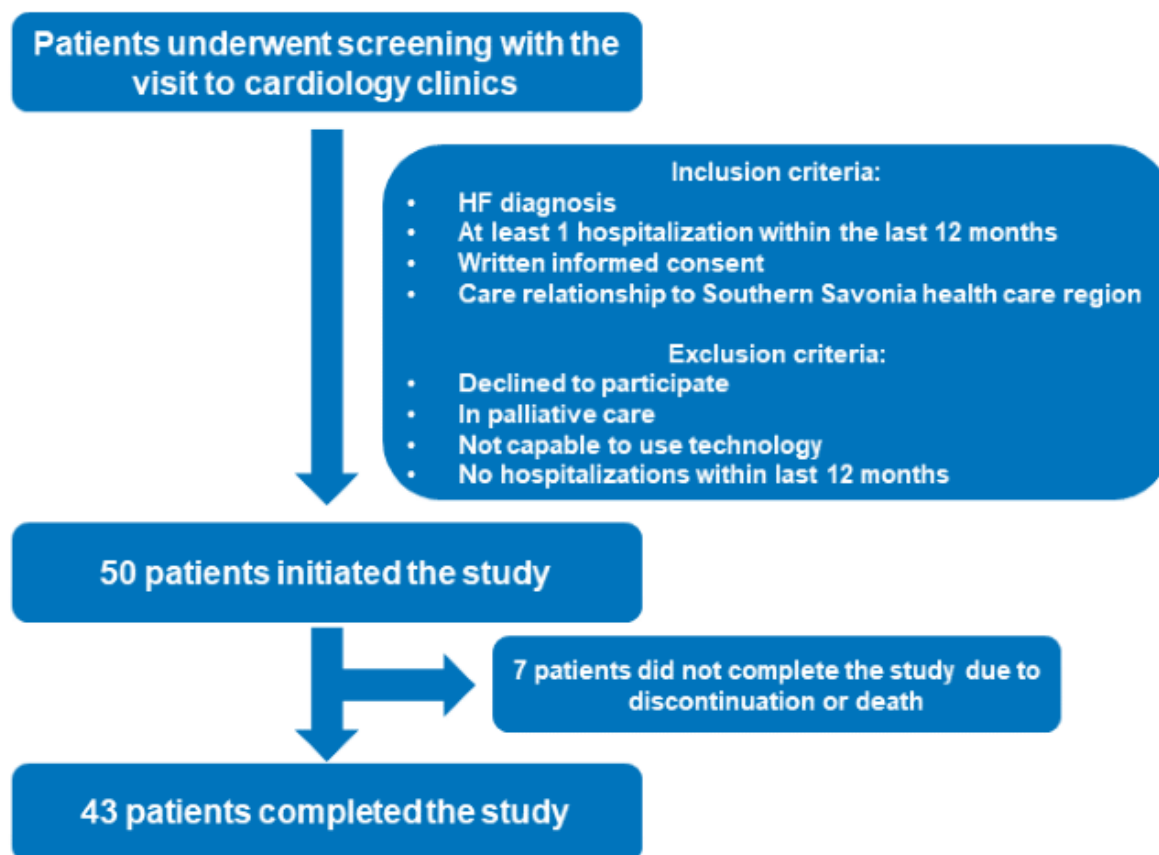 Patients underwent screening with the
visit to cardiology clinics
Inclusion criteria:
• HF diagnosis
• At least 1 hospitalization within the last 12 months
• Written informed consent
• Care relationship to Southern Savonia health care region
Exclusion criteria:
• Declined to participate
• In palliative care
• Not capable to use technology
• No hospitalizations within last 12 months
50 patients initiated the study
7 patients did not complete the study due to
discontinuation or death
43 patients completed the study